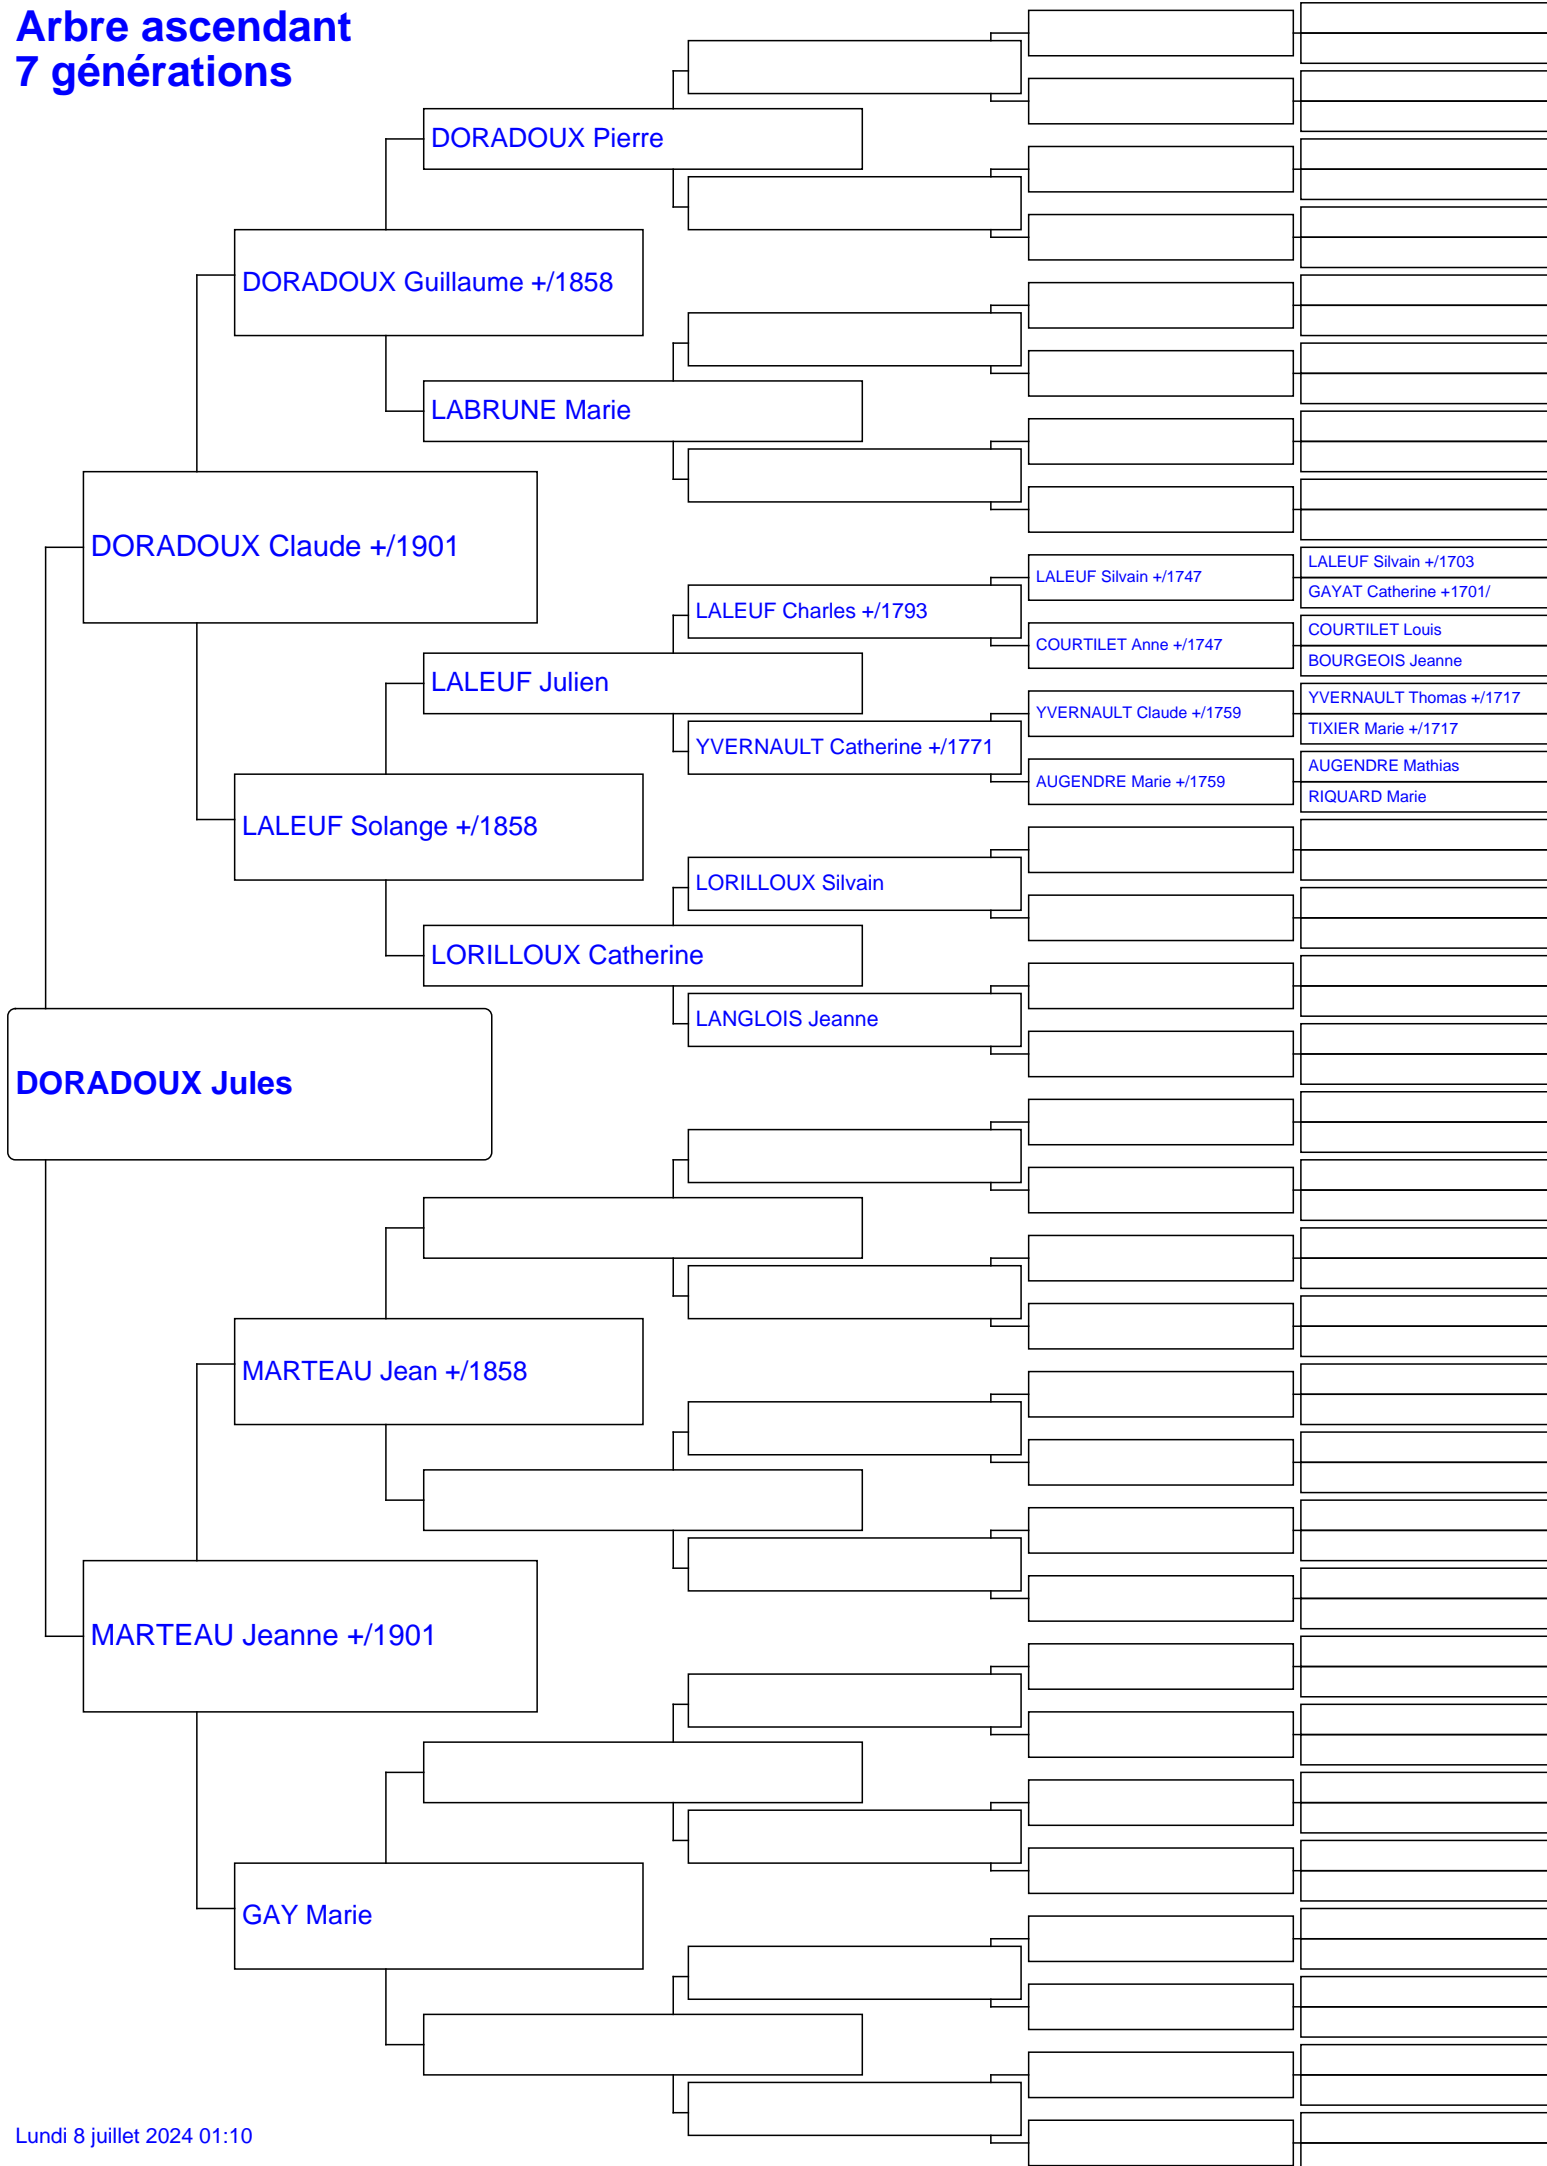 Arbre ascendant
7 générations
DORADOUX Pierre
DORADOUX Guillaume +/1858
LABRUNE Marie
DORADOUX Claude +/1901
LALEUF Silvain +/1703
LALEUF Silvain +/1747
GAYAT Catherine +1701/
LALEUF Charles +/1793
COURTILET Louis
COURTILET Anne +/1747
BOURGEOIS Jeanne
LALEUF Julien
YVERNAULT Thomas +/1717
YVERNAULT Claude +/1759
TIXIER Marie +/1717
YVERNAULT Catherine +/1771
AUGENDRE Mathias
AUGENDRE Marie +/1759
RIQUARD Marie
LALEUF Solange +/1858
LORILLOUX Silvain
LORILLOUX Catherine
LANGLOIS Jeanne
DORADOUX Jules
MARTEAU Jean +/1858
MARTEAU Jeanne +/1901
GAY Marie
Lundi 8 juillet 2024 01:10